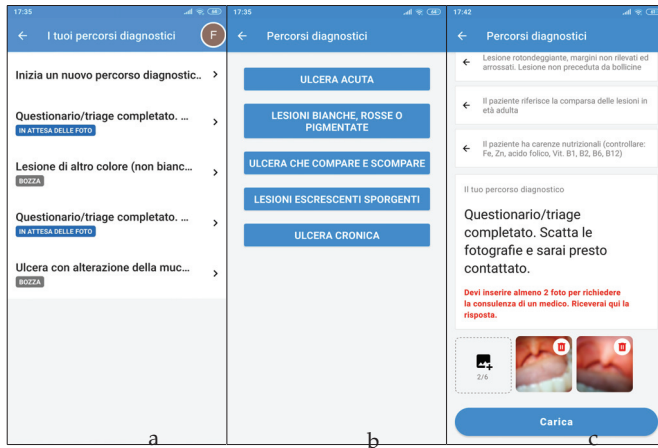 17:35
I tuoi percorsi diagnostici
F
Inizia un nuovo percorso diagnostic..
Questionario/triage completato. ...
IN ATTESA DELLE FOTO
Lesione di altro colore (non bianc...
BOZZA
Questionario/triage completato. ...
IN ATTESA DELLE FOTO
Ulcera con alterazione della muc...
BOZZA
a
17:35
Percorsi diagnostici
ULCERA ACUTA
LESIONI BIANCHE, ROSSE O
PIGMENTATE
ULCERA CHE COMPARE E SCOMPARE
LESIONI ESCRESCENTI SPORGENTI
ULCERA CRONICA
b
17:42
Percorsi diagnostici
Lesione rotondeggiante, margini non rilevati ed
arrossati. Lesione non preceduta da bollicine
Il paziente riferisce la comparsa delle lesioni in
età adulta
Il paziente ha carenze nutrizionali (controllare:
Fe, Zn, acido folico, Vit. B1, B2, B6, B12)
Il tuo percorso diagnostico
Questionario/triage
completato. Scatta le
fotografie e sarai presto
contattato.
Devi inserire almeno 2 foto per richiedere
la consulenza di un medico. Riceverai qui la
risposta.
2/6
Carica
c